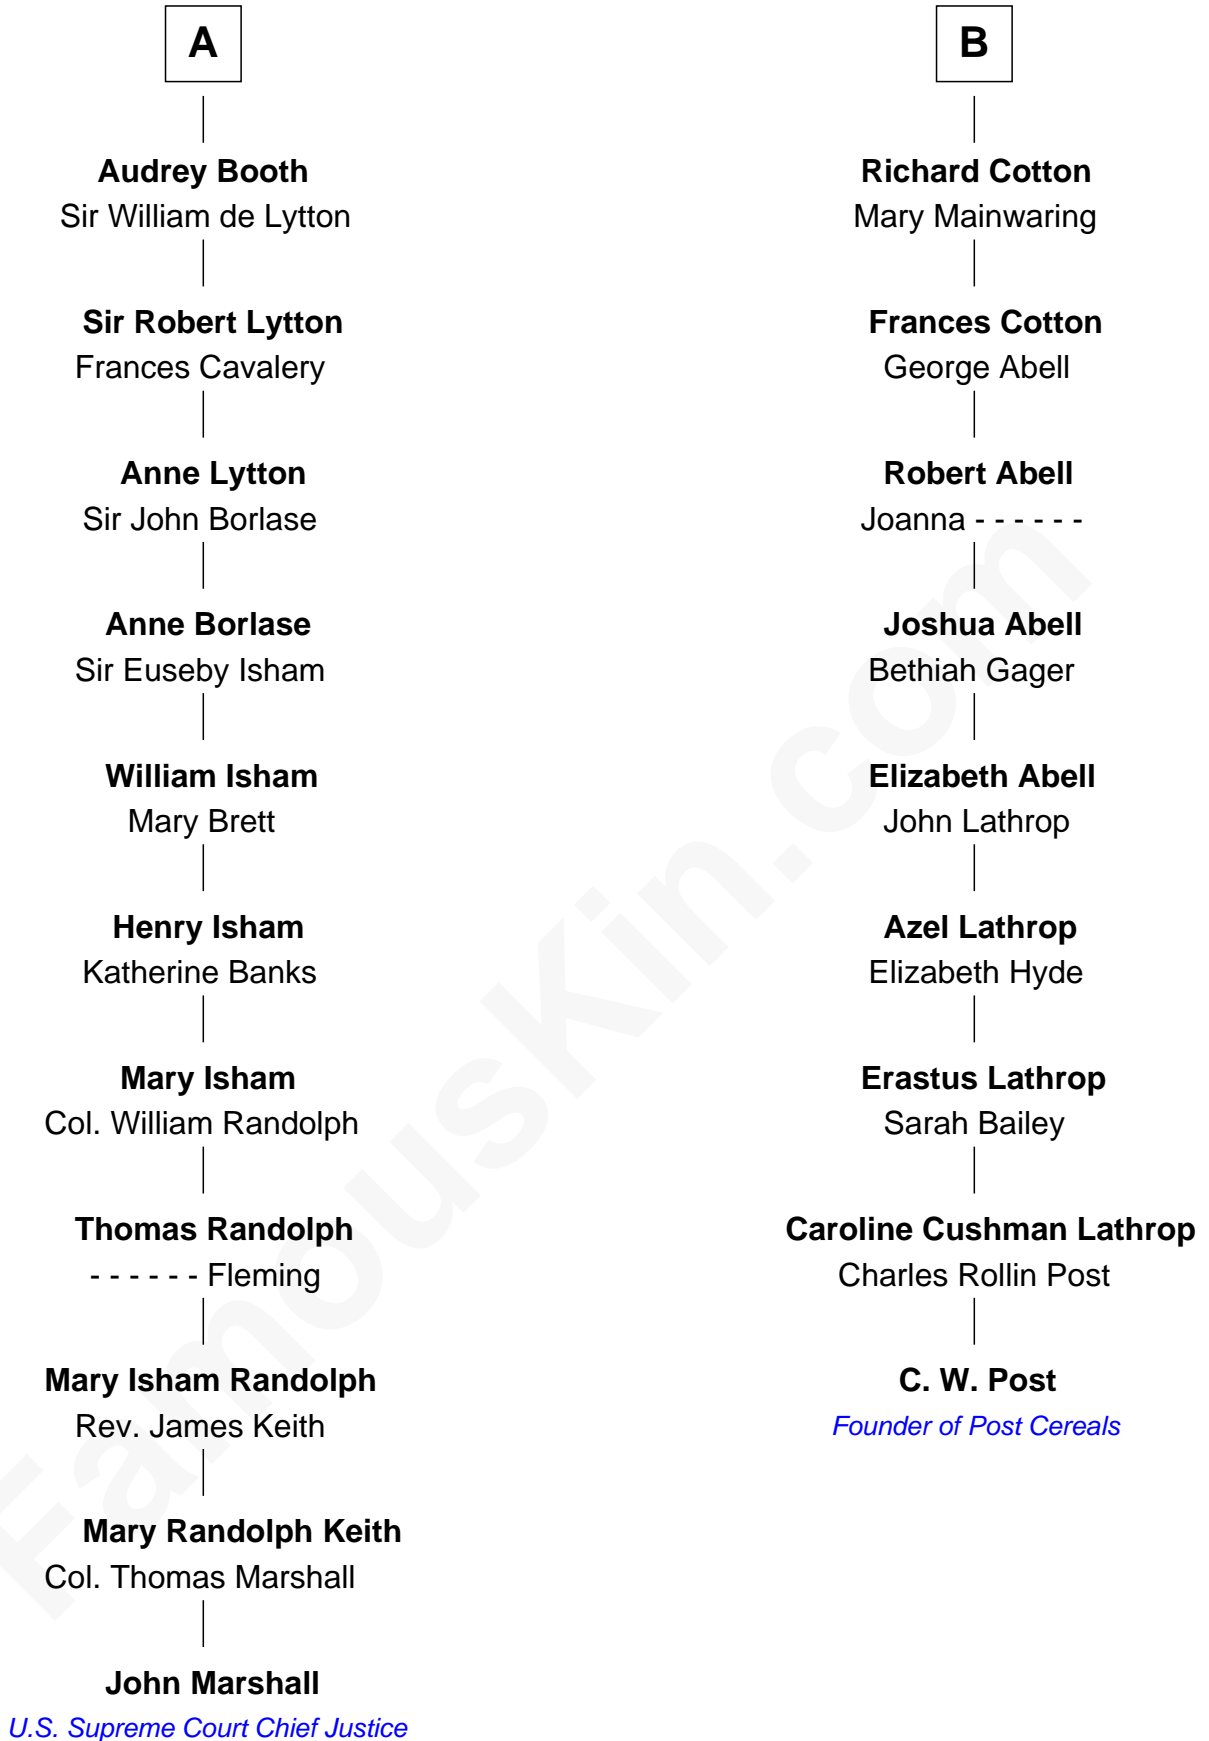 A
Audrey Booth
Sir William de Lytton
Sir Robert Lytton
Frances Cavalery
Anne Lytton
Sir John Borlase
Anne Borlase
Sir Euseby Isham
William Isham
Mary Brett
Henry Isham
Katherine Banks
Mary Isham
Col. William Randolph
Thomas Randolph
- - - - - - Fleming
Mary Isham Randolph
Rev. James Keith
Mary Randolph Keith
Col. Thomas Marshall
John Marshall
U.S. Supreme Court Chief Justice
B
Richard Cotton
Mary Mainwaring
Frances Cotton
George Abell
Robert Abell
Joanna - - - - - -
Joshua Abell
Bethiah Gager
Elizabeth Abell
John Lathrop
Azel Lathrop
Elizabeth Hyde
Erastus Lathrop
Sarah Bailey
Caroline Cushman Lathrop
Charles Rollin Post
C. W. Post
Founder of Post Cereals
FamousKin.com